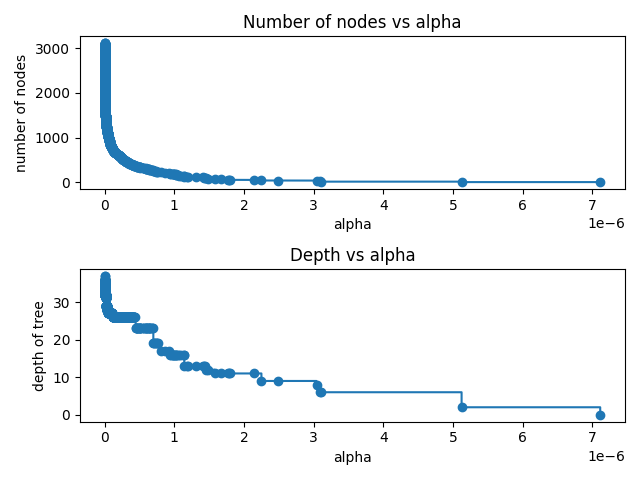 Number of nodes vs alpha
number of nodes
3000
2000
1000
0
0 1 2 3 4 5 6 7
1e−6
alpha
Depth vs alpha
depth of tree
30
20
10
0
0 1 2 3 4 5 6 7
1e−6
alpha